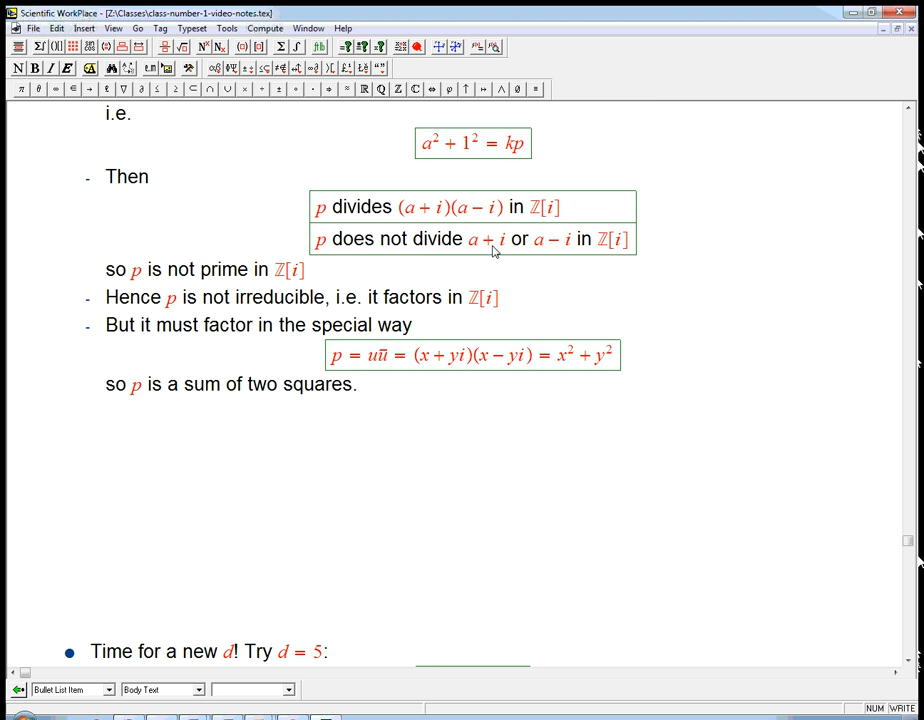 Scientific WorkPlace - [Z:\Classes\class-number-1-video-notes.tex]
File Edit Insert View Go Tag Typeset Tools Compute Window Help
i.e.
a² + 1² = kp
- Then
p divides (a + i)(a − i) in ℤ[i]
p does not divide a + i or a − i in ℤ[i]
so p is not prime in ℤ[i]
- Hence p is not irreducible, i.e. it factors in ℤ[i]
- But it must factor in the special way
p = uū = (x + yi)(x − yi) = x² + y²
so p is a sum of two squares.
• Time for a new d! Try d = 5:
Bullet List Item Body Text
NUM WRITE